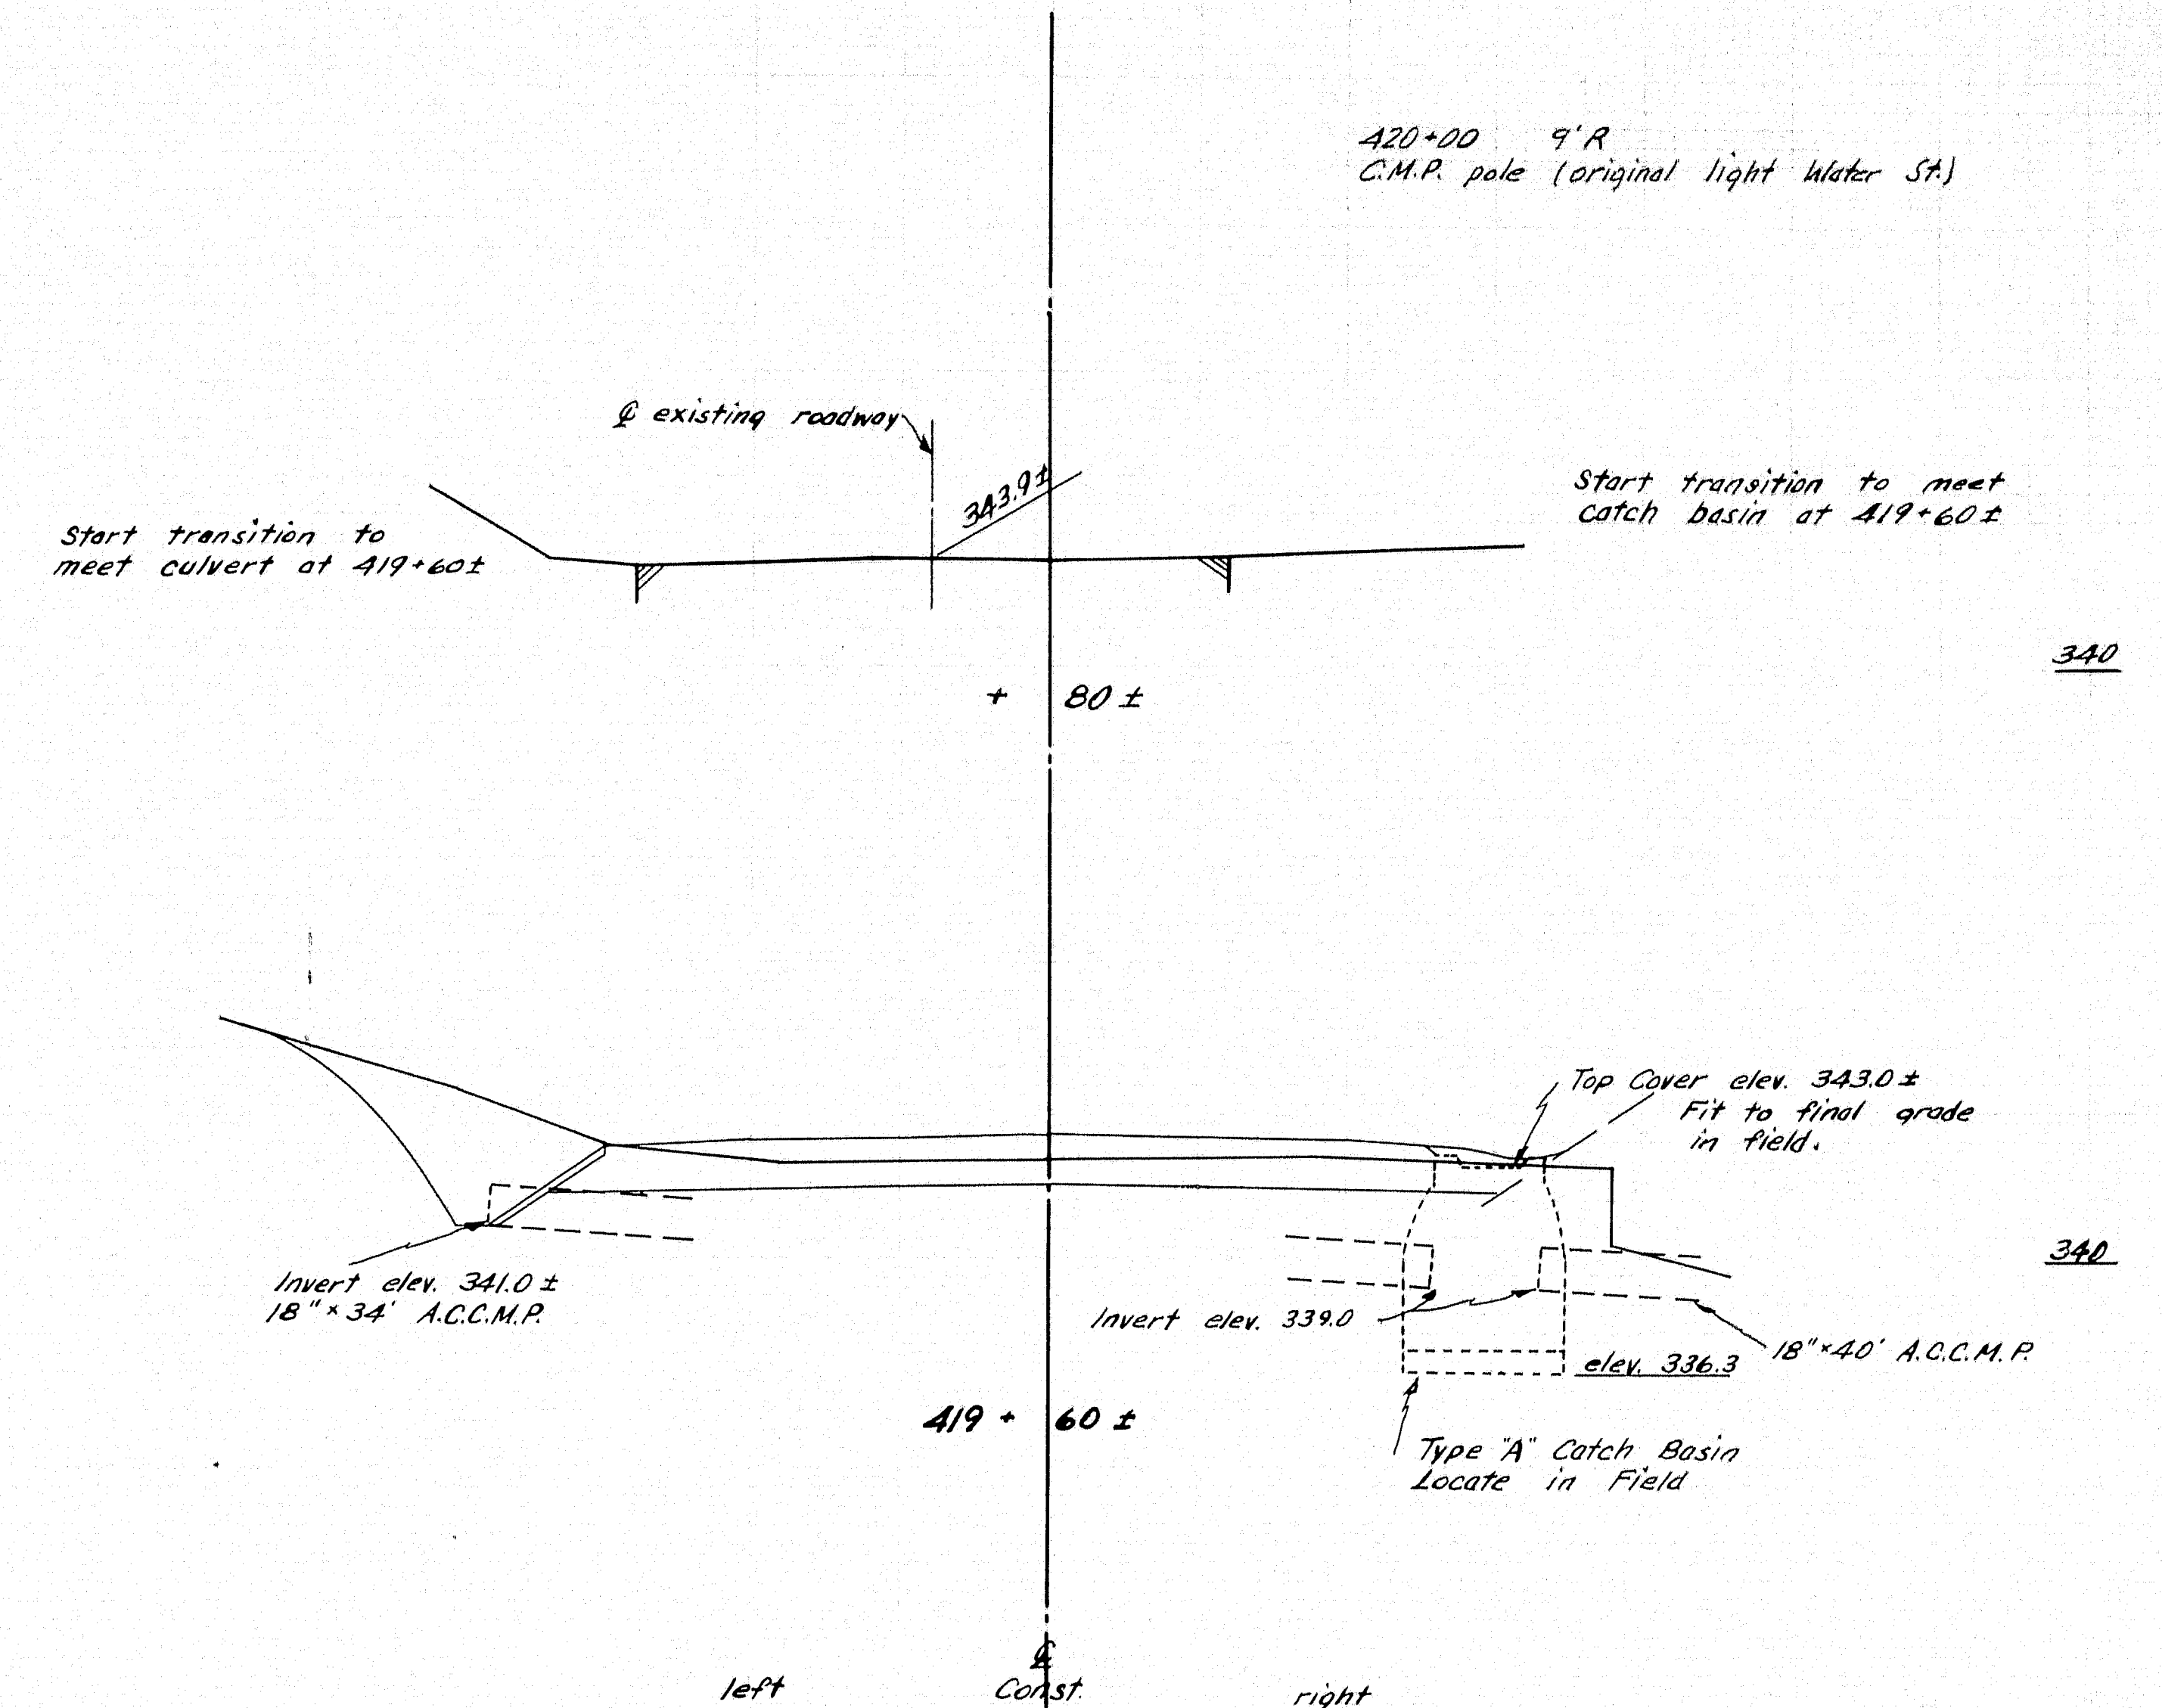 420+00 9' R
C.M.P. pole (original light Water St.)
℄ existing roadway
343.9±
Start transition to meet
catch basin at 419+60±
Start transition to
meet culvert at 419+60±
340
+ 80 ±
Top Cover elev. 343.0 ±
Fit to final grade
in field.
340
Invert elev. 341.0 ±
18" × 34' A.C.C.M.P.
Invert elev. 339.0
18" × 40' A.C.C.M.P.
elev. 336.3
419 + 60 ±
Type "A" Catch Basin
Locate in Field
℄
left Const. right